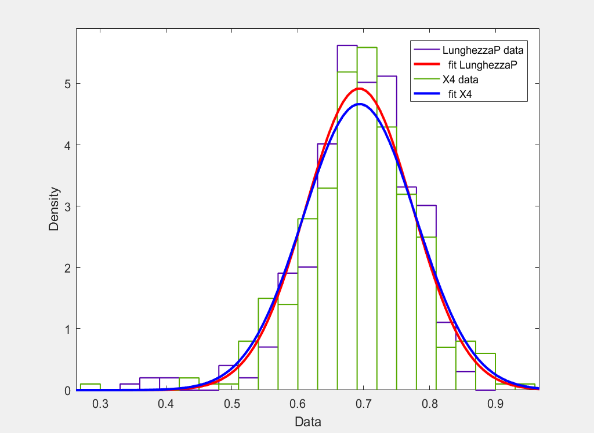 LunghezzaP data
fit LunghezzaP
X4 data
fit X4
5
4
3
2
1
0
Density
0.3 0.4 0.5 0.6 0.7 0.8 0.9
Data